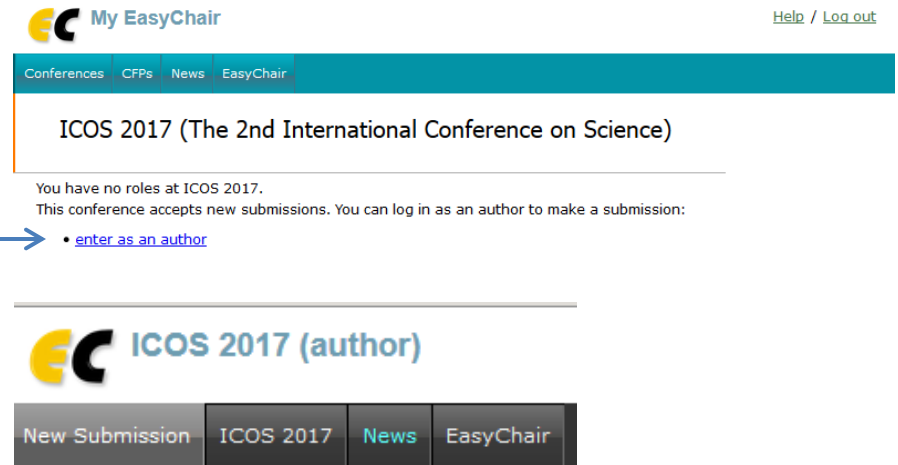 EC My EasyChair
Help / Log out
Conferences CFPs News EasyChair
ICOS 2017 (The 2nd International Conference on Science)
You have no roles at ICOS 2017.
This conference accepts new submissions. You can log in as an author to make a submission:
• enter as an author
EC ICOS 2017 (author)
New Submission ICOS 2017 News EasyChair